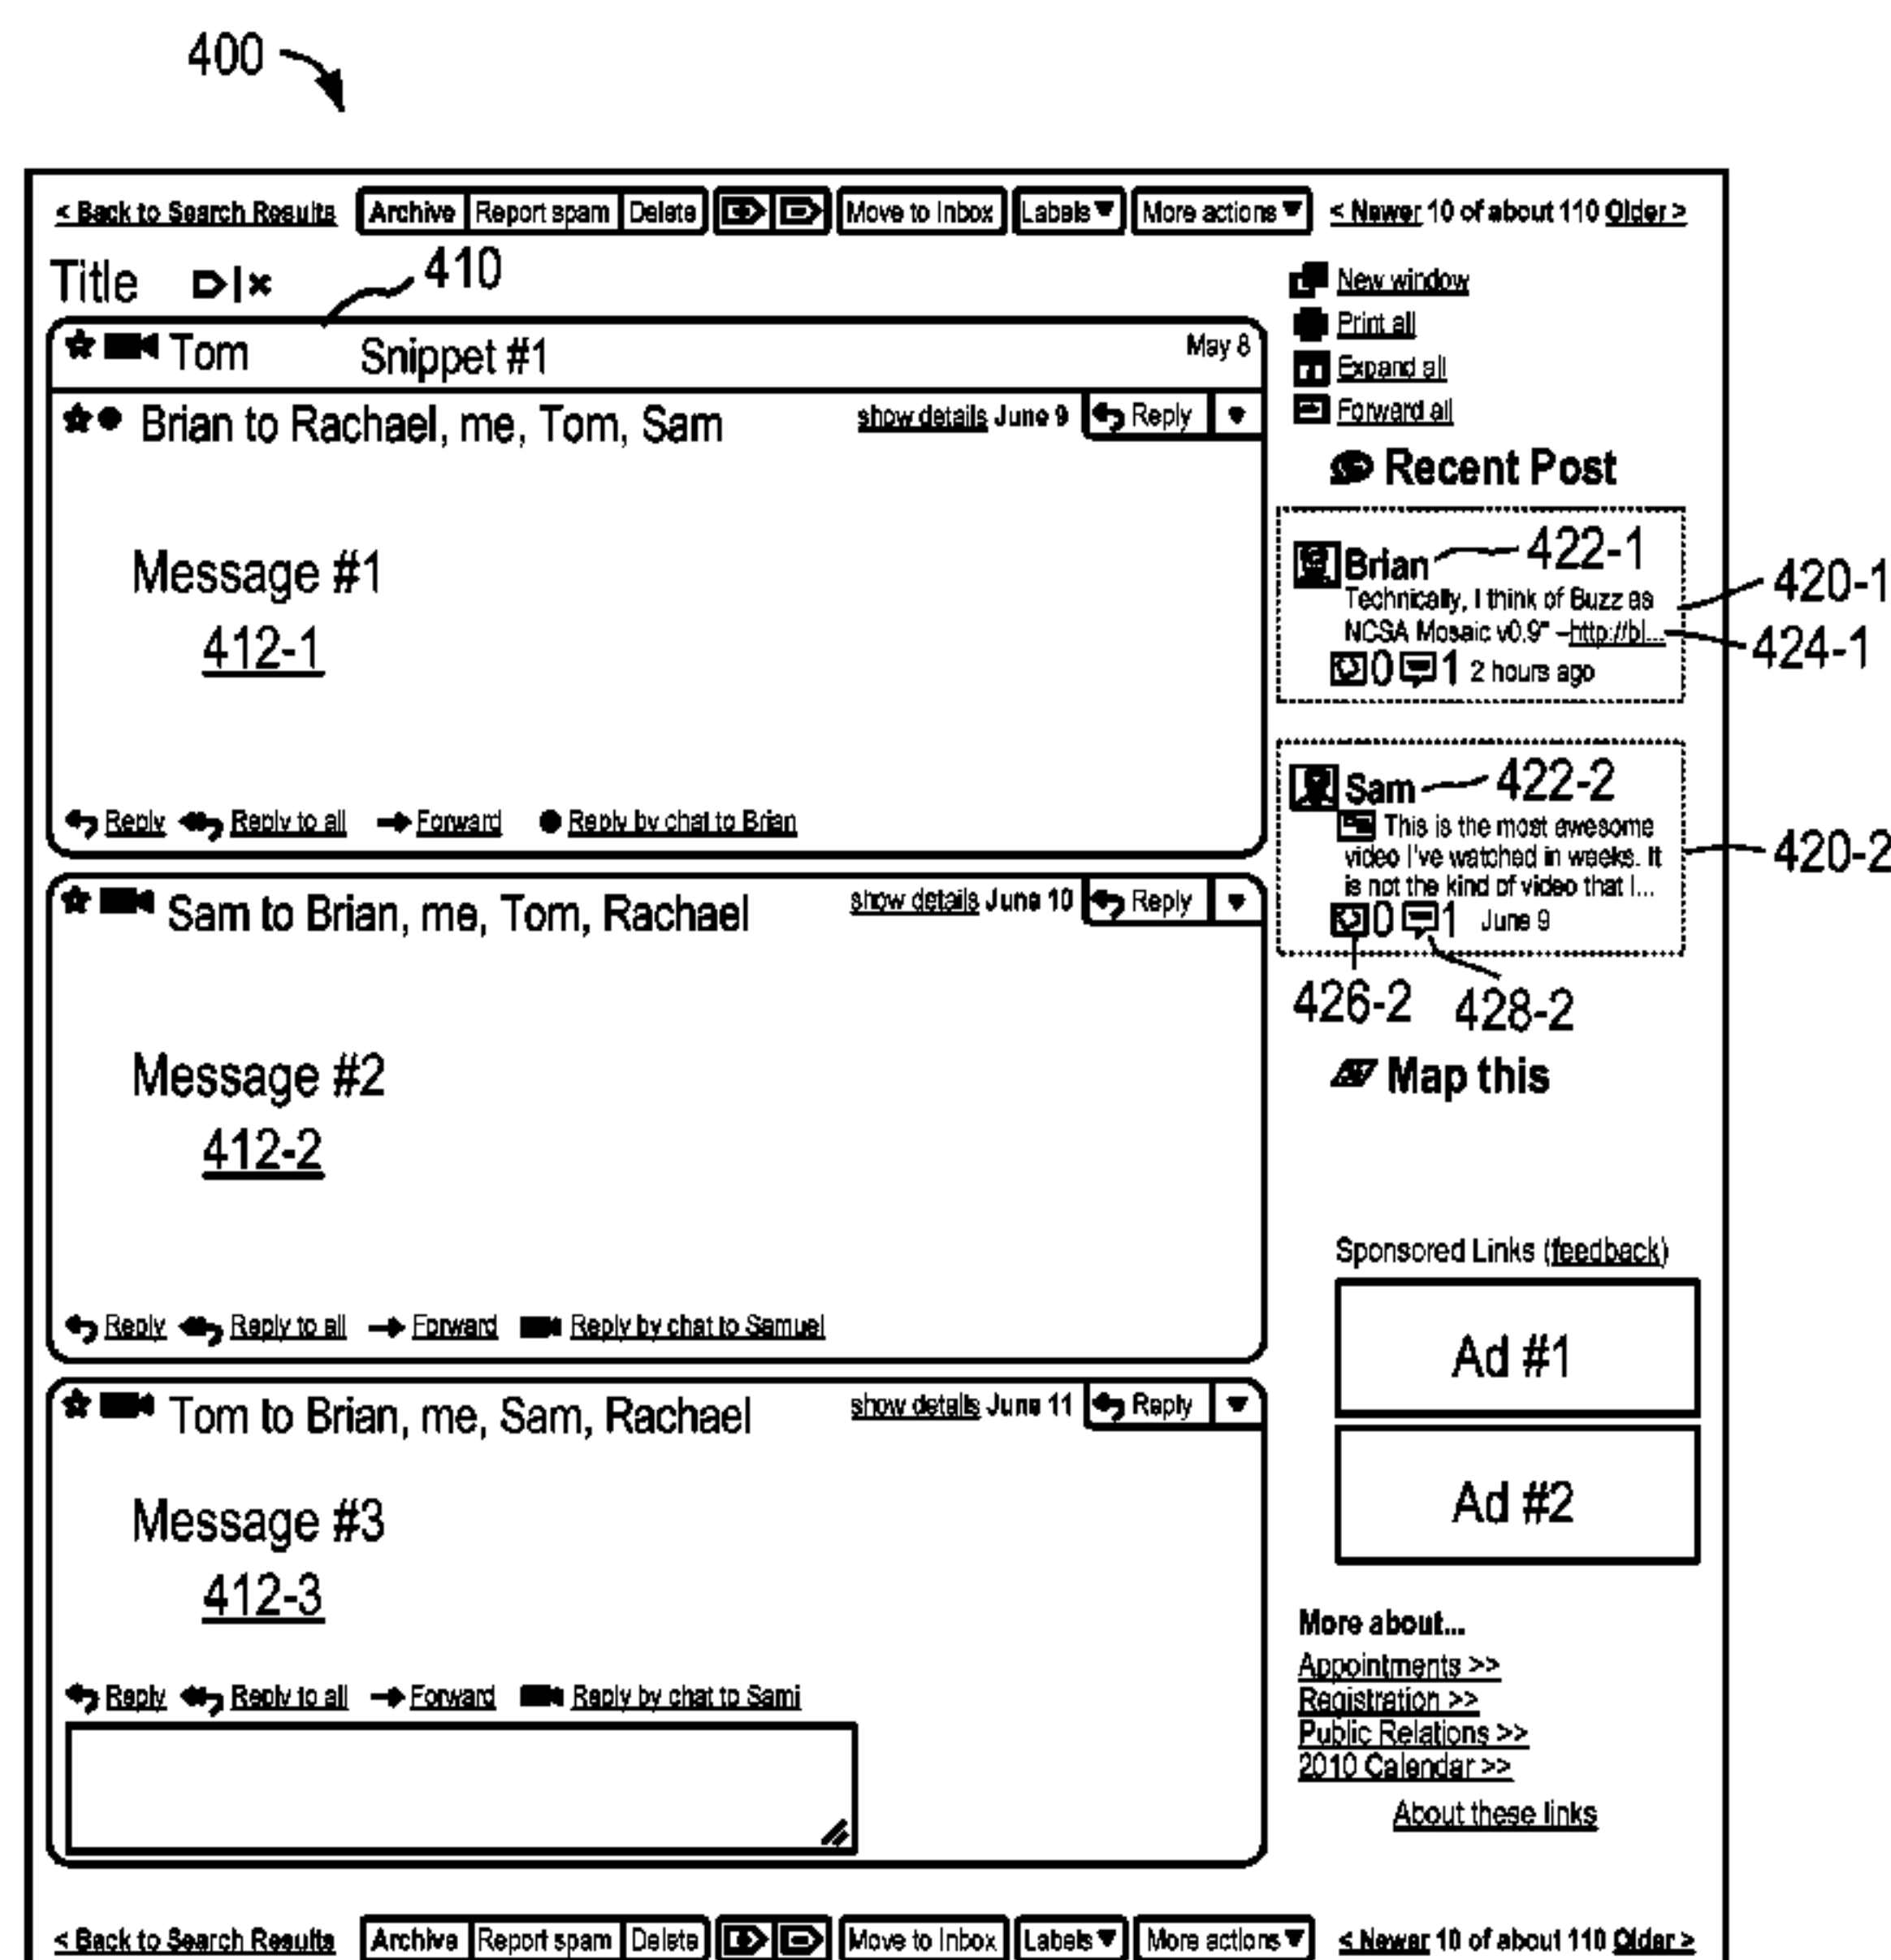 400
< Back to Search Results Archive Report spam Delete Move to Inbox Labels More actions < Newer 10 of about 110 Older >
Title 410
Tom Snippet #1 May 8
Brian to Rachael, me, Tom, Sam show details June 9 Reply
Message #1
412-1
Reply Reply to all Forward Reply by chat to Brian
Sam to Brian, me, Tom, Rachael show details June 10 Reply
Message #2
412-2
Reply Reply to all Forward Reply by chat to Samuel
Tom to Brian, me, Sam, Rachael show details June 11 Reply
Message #3
412-3
Reply Reply to all Forward Reply by chat to Sami
New window
Print all
Expand all
Forward all
Recent Post
Brian 422-1
Technically, I think of Buzz as 420-1
NCSA Mosaic v0.9" –http://bl... 424-1
0 1 2 hours ago
Sam 422-2
This is the most awesome
video I've watched in weeks. It 420-2
is not the kind of video that I...
0 1 June 9
426-2 428-2
Map this
Sponsored Links (feedback)
Ad #1
Ad #2
More about...
Appointments >>
Registration >>
Public Relations >>
2010 Calendar >>
About these links
< Back to Search Results Archive Report spam Delete Move to Inbox Labels More actions < Newer 10 of about 110 Older >